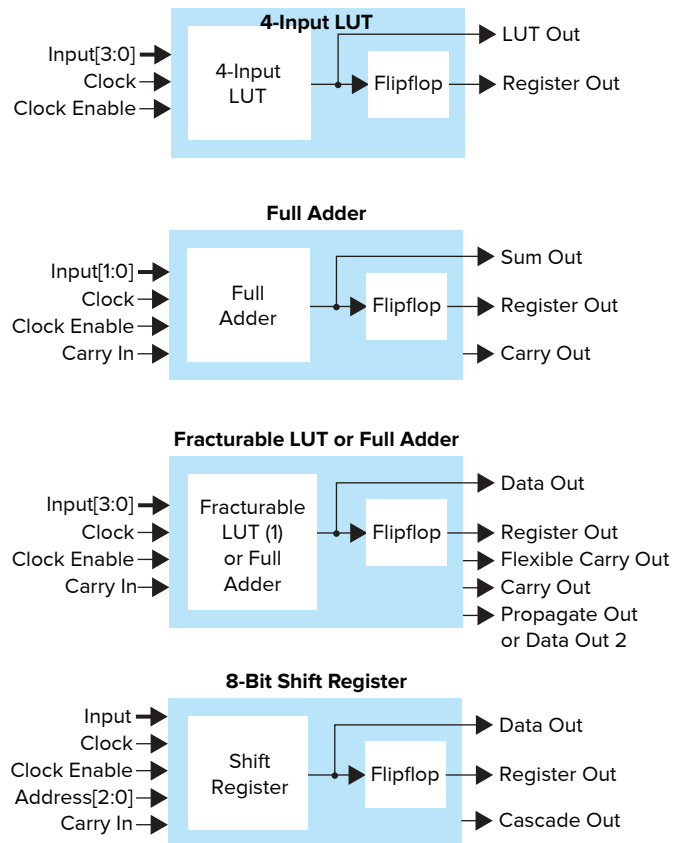 4-Input LUT
Input[3:0]
Clock
Clock Enable
4-Input
LUT
Flipflop
LUT Out
Register Out
Full Adder
Input[1:0]
Clock
Clock Enable
Carry In
Full
Adder
Flipflop
Sum Out
Register Out
Carry Out
Fracturable LUT or Full Adder
Input[3:0]
Clock
Clock Enable
Carry In
Fracturable
LUT (1)
or Full
Adder
Flipflop
Data Out
Register Out
Flexible Carry Out
Carry Out
Propagate Out
or Data Out 2
8-Bit Shift Register
Input
Clock
Clock Enable
Address[2:0]
Carry In
Shift
Register
Flipflop
Data Out
Register Out
Cascade Out